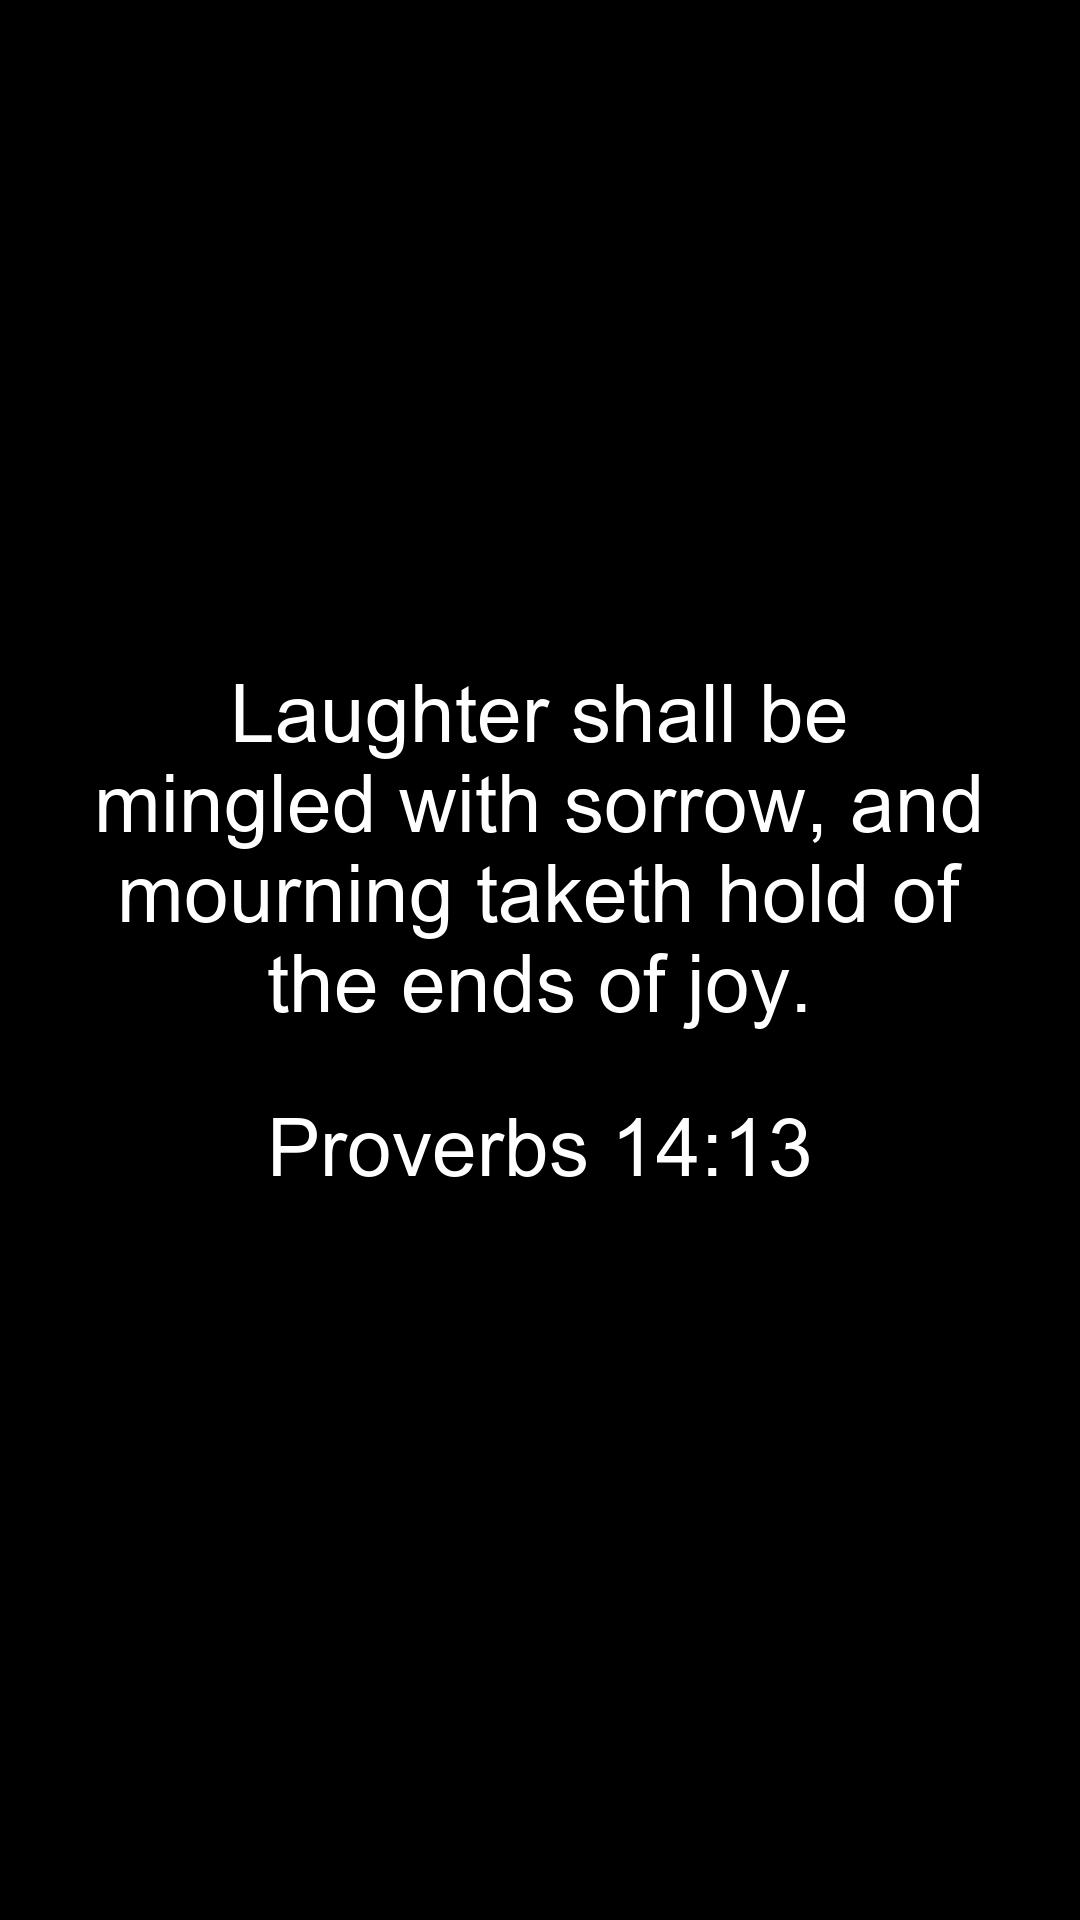 Laughter shall be
mingled with sorrow, and
mourning taketh hold of
the ends of joy.
Proverbs 14:13